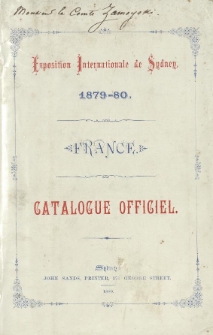 Monsieur le Comte Zamoyski.
Exposition Internationale de Sydney.
1879-80.
FRANCE.
CATALOGUE OFFICIEL.
Sydney:
JOHN SANDS, PRINTER, GEORGE STREET.